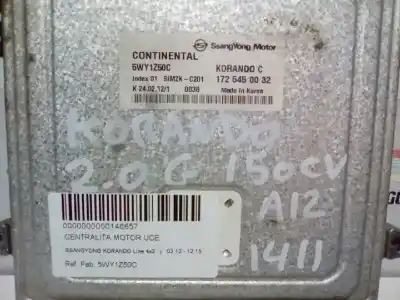 SsangYong Motor
CONTINENTAL
5WY1Z50C KORANDO C
Index 01 SIM2K-C201 172 545 00 32
K 24.02.12/1 0038 Made in Korea
KORANDO
2.0 G 150CV
A12
1411
0000000000146657
CENTRALITA MOTOR UCE
SSANGYONG KORANDO Line 4x2 | 03.12 - 12.15
Ref. Fab. 5WY1Z50C